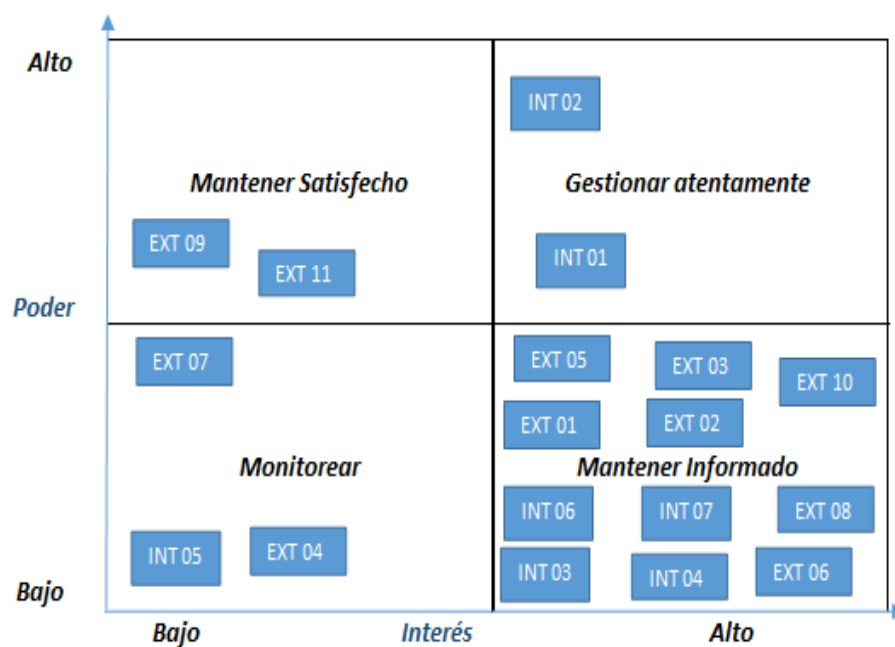 Alto
INT 02
Mantener Satisfecho
Gestionar atentamente
EXT 09
EXT 11
INT 01
Poder
EXT 07
EXT 05
EXT 03
EXT 10
EXT 01
EXT 02
Monitorear
Mantener Informado
INT 06
INT 07
EXT 08
INT 05
EXT 04
INT 03
INT 04
EXT 06
Bajo
Bajo
Interés
Alto